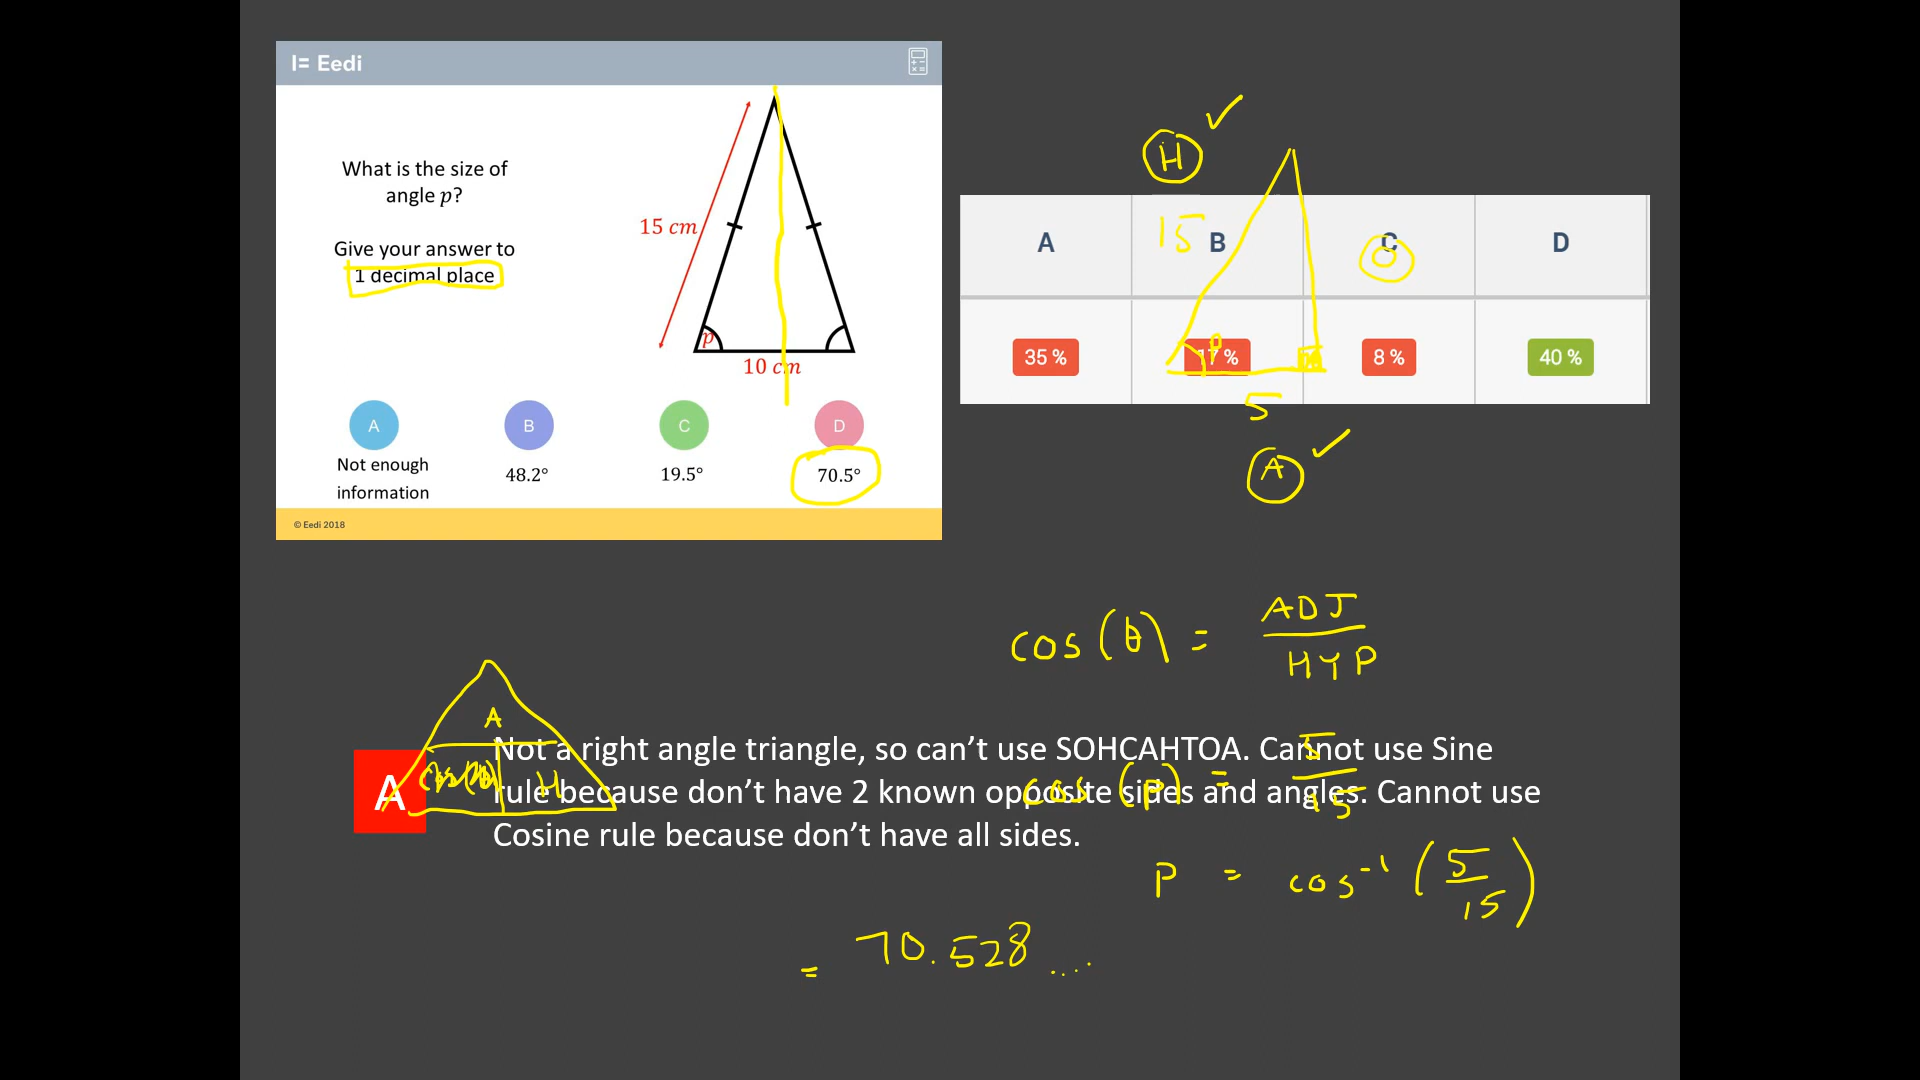 I= Eedi
What is the size of
angle p?
Give your answer to
1 decimal place
15 cm
p
10 cm
A
Not enough
information
B
48.2°
C
19.5°
D
70.5°
© Eedi 2018
A B C D
35 % 17 % 8 % 40 %
H
15
O
p
5
A
cos (θ) = ADJ
HYP
A
H
A
Not a right angle triangle, so can't use SOHCAHTOA. Cannot use Sine
rule because don't have 2 known opposite sides and angles. Cannot use
Cosine rule because don't have all sides.
cos (p) = 5
15
P = cos⁻¹ (5
15)
= 70.528....